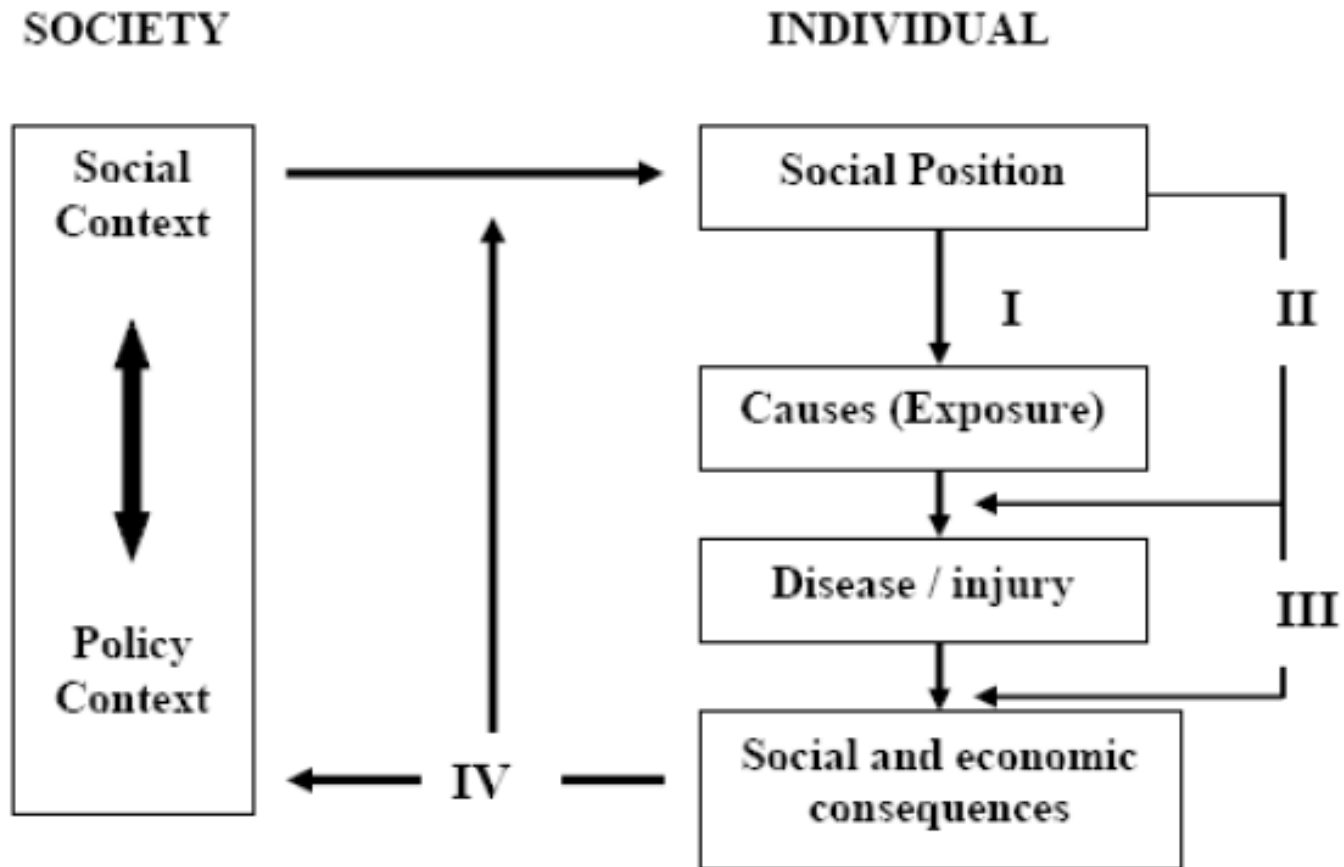 SOCIETY
INDIVIDUAL
Social
Context
Policy
Context
Social Position
I
II
Causes (Exposure)
Disease / injury
III
Social and economic
consequences
IV